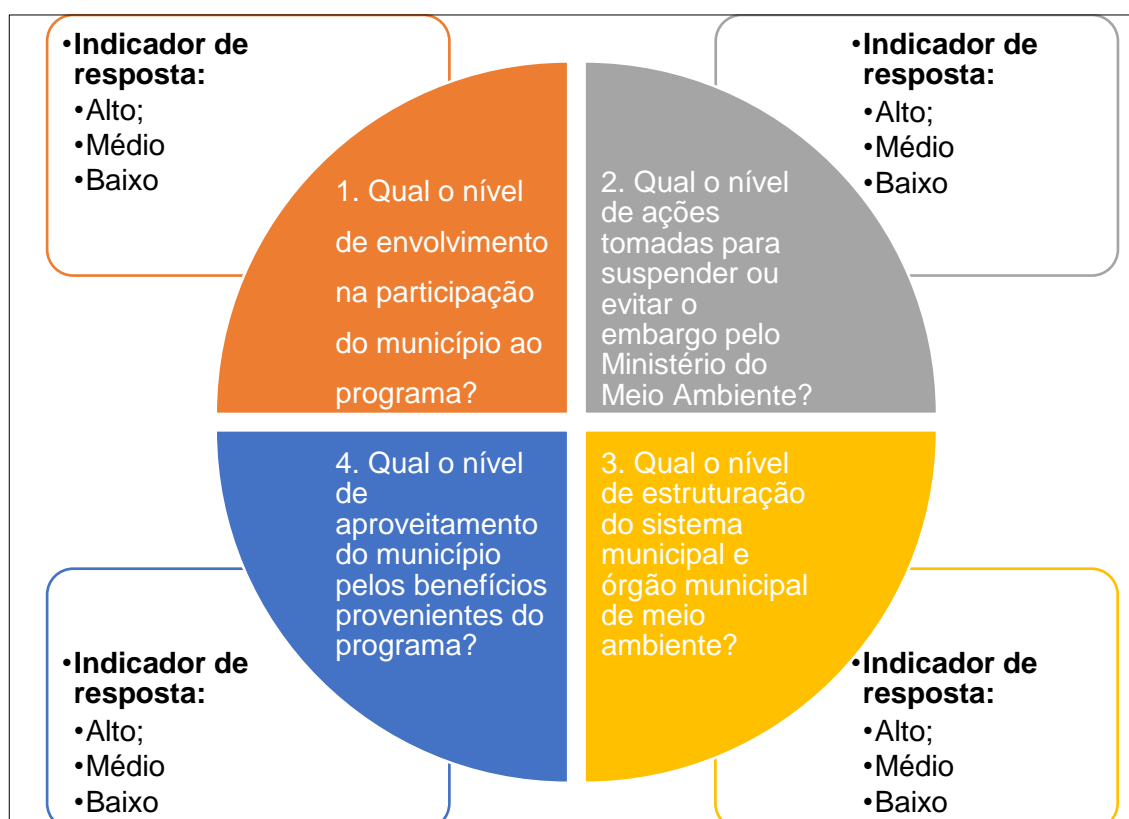 •Indicador de
resposta:
•Alto;
•Médio
•Baixo
1. Qual o nível
de envolvimento
na participação
do município ao
programa?
•Indicador de
resposta:
•Alto;
•Médio
•Baixo
2. Qual o nível
de ações
tomadas para
suspender ou
evitar o
embargo pelo
Ministério do
Meio Ambiente?
4. Qual o nível
de
aproveitamento
do município
pelos benefícios
provenientes do
programa?
•Indicador de
resposta:
•Alto;
•Médio
•Baixo
3. Qual o nível
de estruturação
do sistema
municipal e
órgão municipal
de meio
ambiente?
•Indicador de
resposta:
•Alto;
•Médio
•Baixo